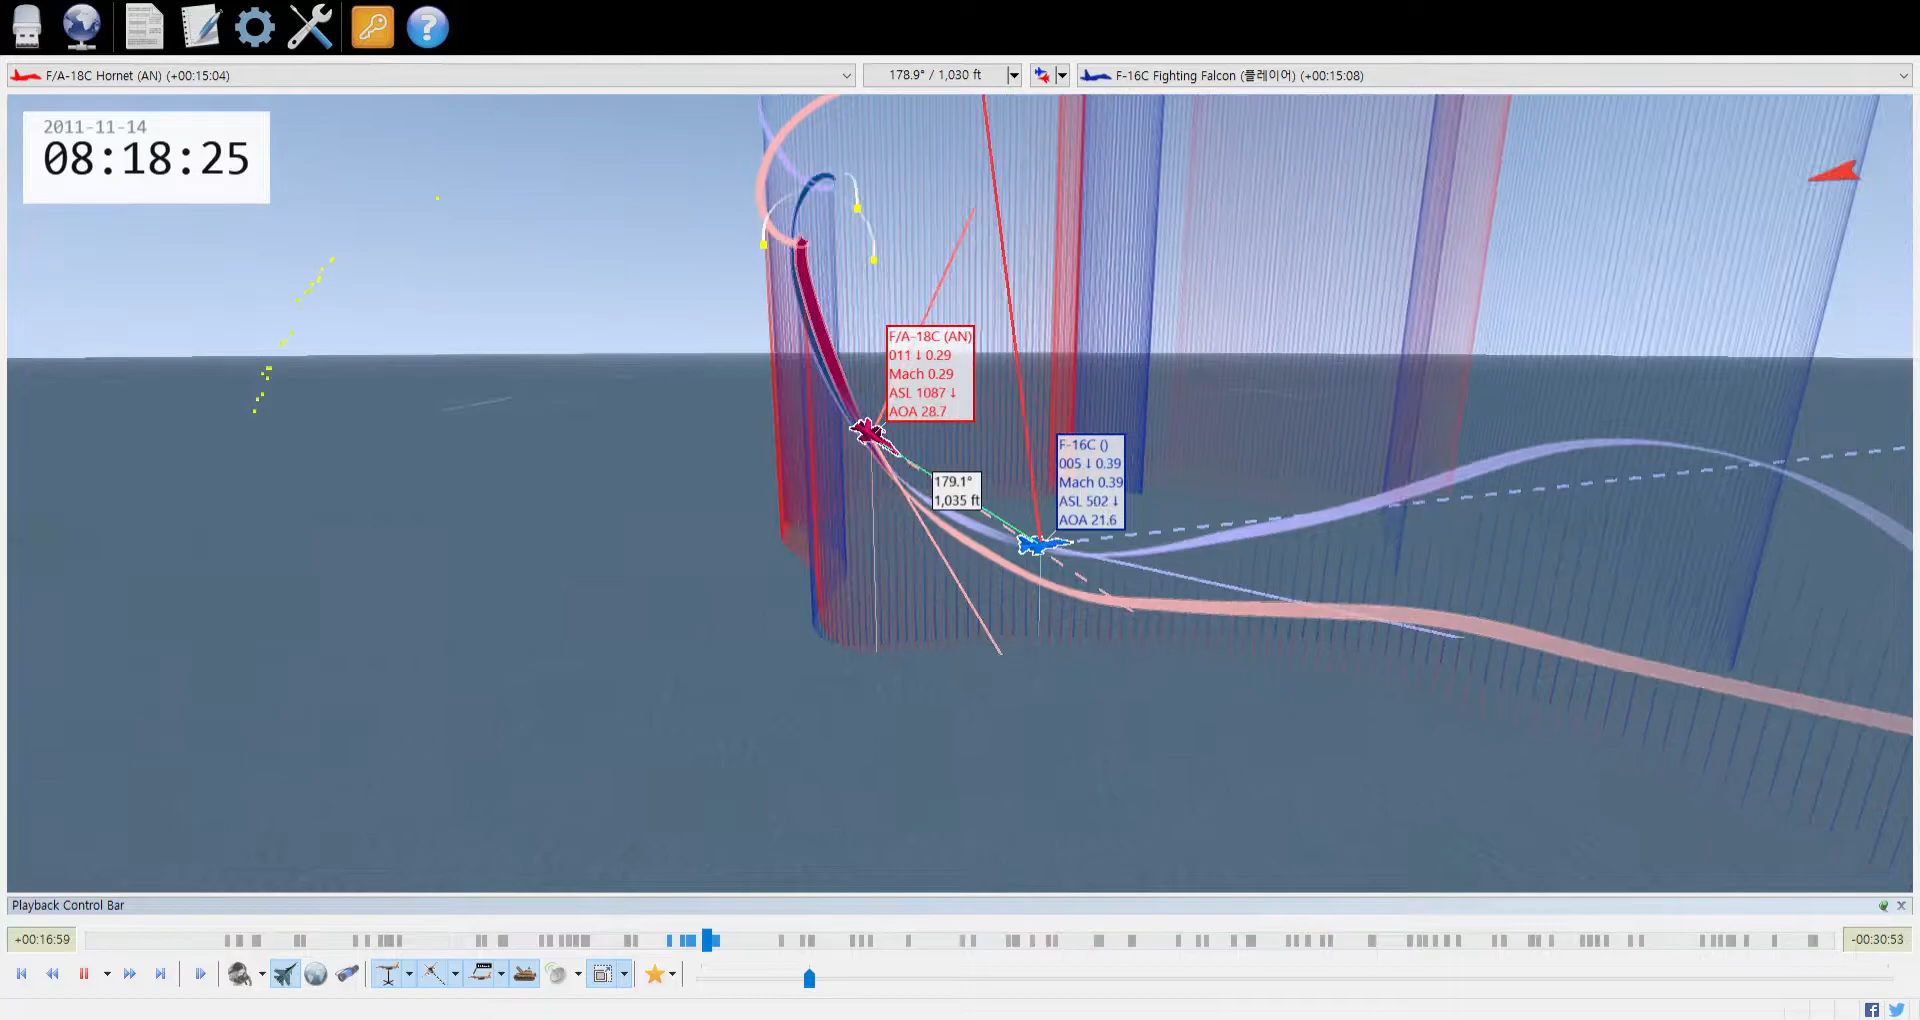 F/A-18C Hornet (AN) (+00:15:04)
178.9° / 1,030 ft
F-16C Fighting Falcon (플레이어) (+00:15:08)
2011-11-14
08:18:25
F/A-18C (AN)
011 ↓ 0.29
Mach 0.29
ASL 1087 ↓
AOA 28.7
F-16C ()
005 ↓ 0.39
Mach 0.39
ASL 502 ↓
AOA 21.6
179.1°
1,035 ft
Playback Control Bar
+00:16:59
-00:30:53